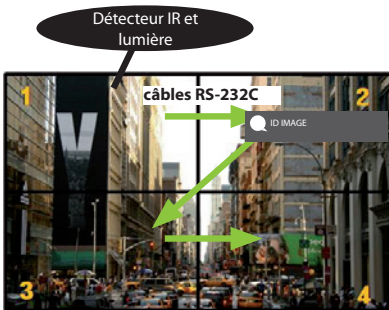 Détecteur IR et
lumière
câbles RS-232C
1
2
ID IMAGE
3
4